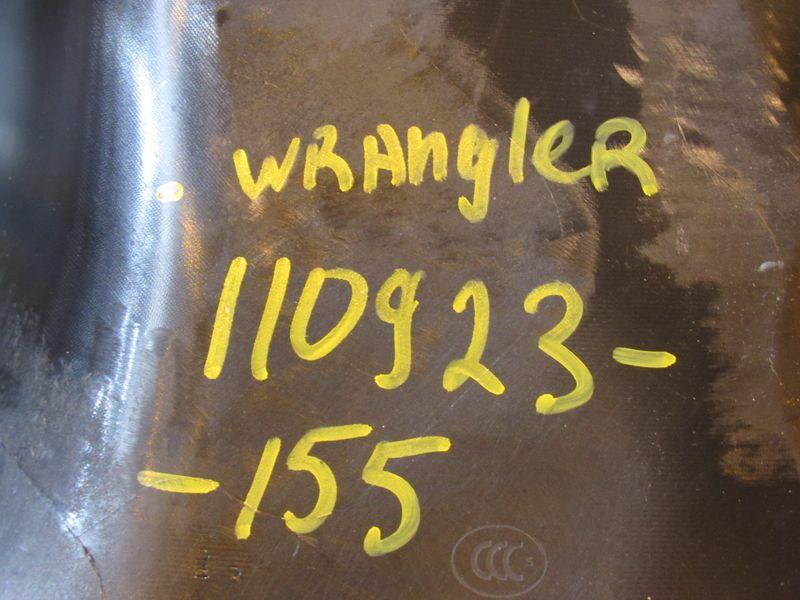 WRAngleR
110923-
-155
CCC S